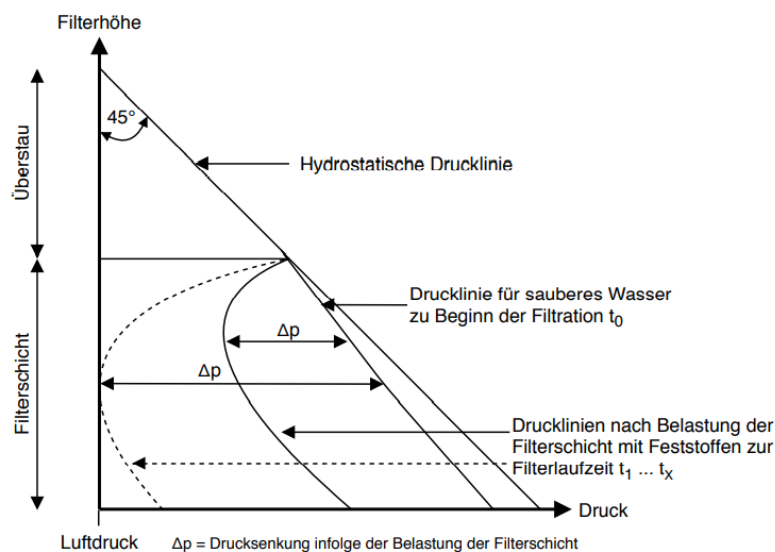 Filterhöhe
45°
Überstau
Hydrostatische Drucklinie
Drucklinie für sauberes Wasser
zu Beginn der Filtration t0
Δp
Δp
Filterschicht
Drucklinien nach Belastung der
Filterschicht mit Feststoffen zur
Filterlaufzeit t1 ... tx
Druck
Luftdruck
Δp = Drucksenkung infolge der Belastung der Filterschicht